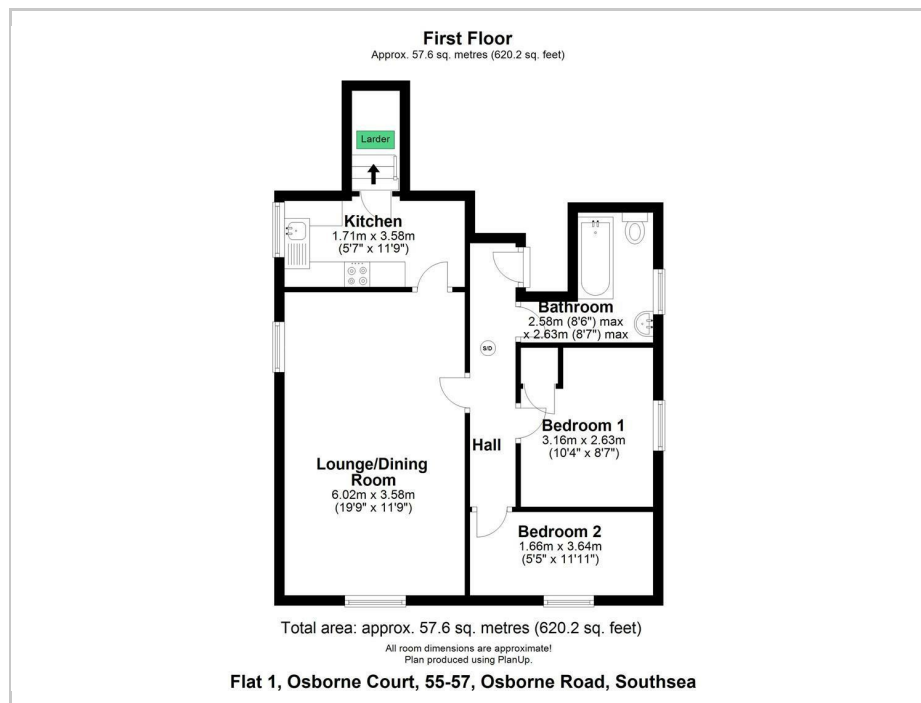 First Floor
Approx. 57.6 sq. metres (620.2 sq. feet)
Larder
Kitchen
1.71m x 3.58m
(5'7" x 11'9")
Bathroom
2.58m (8'6") max
x 2.63m (8'7") max
S/D
Bedroom 1
3.16m x 2.63m
(10'4" x 8'7")
Hall
Lounge/Dining
Room
6.02m x 3.58m
(19'9" x 11'9")
Bedroom 2
1.66m x 3.64m
(5'5" x 11'11")
Total area: approx. 57.6 sq. metres (620.2 sq. feet)
All room dimensions are approximate!
Plan produced using PlanUp.
Flat 1, Osborne Court, 55-57, Osborne Road, Southsea